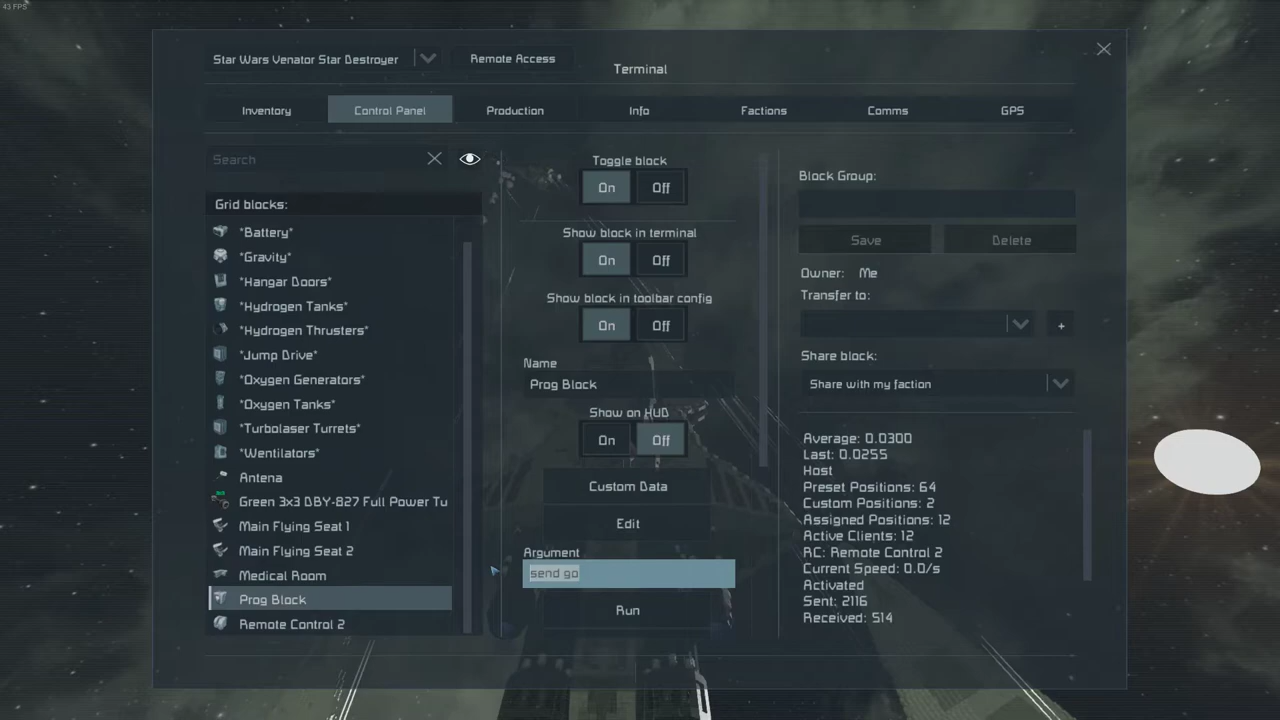 43 FPS
Star Wars Venator Star Destroyer
Remote Access
Terminal
Inventory
Control Panel
Production
Info
Factions
Comms
GPS
Search
Grid blocks:
*Battery*
*Gravity*
*Hangar Doors*
*Hydrogen Tanks*
*Hydrogen Thrusters*
*Jump Drive*
*Oxygen Generators*
*Oxygen Tanks*
*Turbolaser Turrets*
*Wentilators*
Antena
Green 3x3 DBY-827 Full Power Tu
Main Flying Seat 1
Main Flying Seat 2
Medical Room
Prog Block
Remote Control 2
Toggle block
On Off
Show block in terminal
On Off
Show block in toolbar config
On Off
Name
Prog Block
Show on HUD
On Off
Custom Data
Edit
Argument
send go
Run
Block Group:
Save
Delete
Owner: Me
Transfer to:
+
Share block:
Share with my faction
Average: 0.0300
Last: 0.0255
Host
Preset Positions: 64
Custom Positions: 2
Assigned Positions: 12
Active Clients: 12
RC: Remote Control 2
Current Speed: 0.0/s
Activated
Sent: 2116
Received: 514